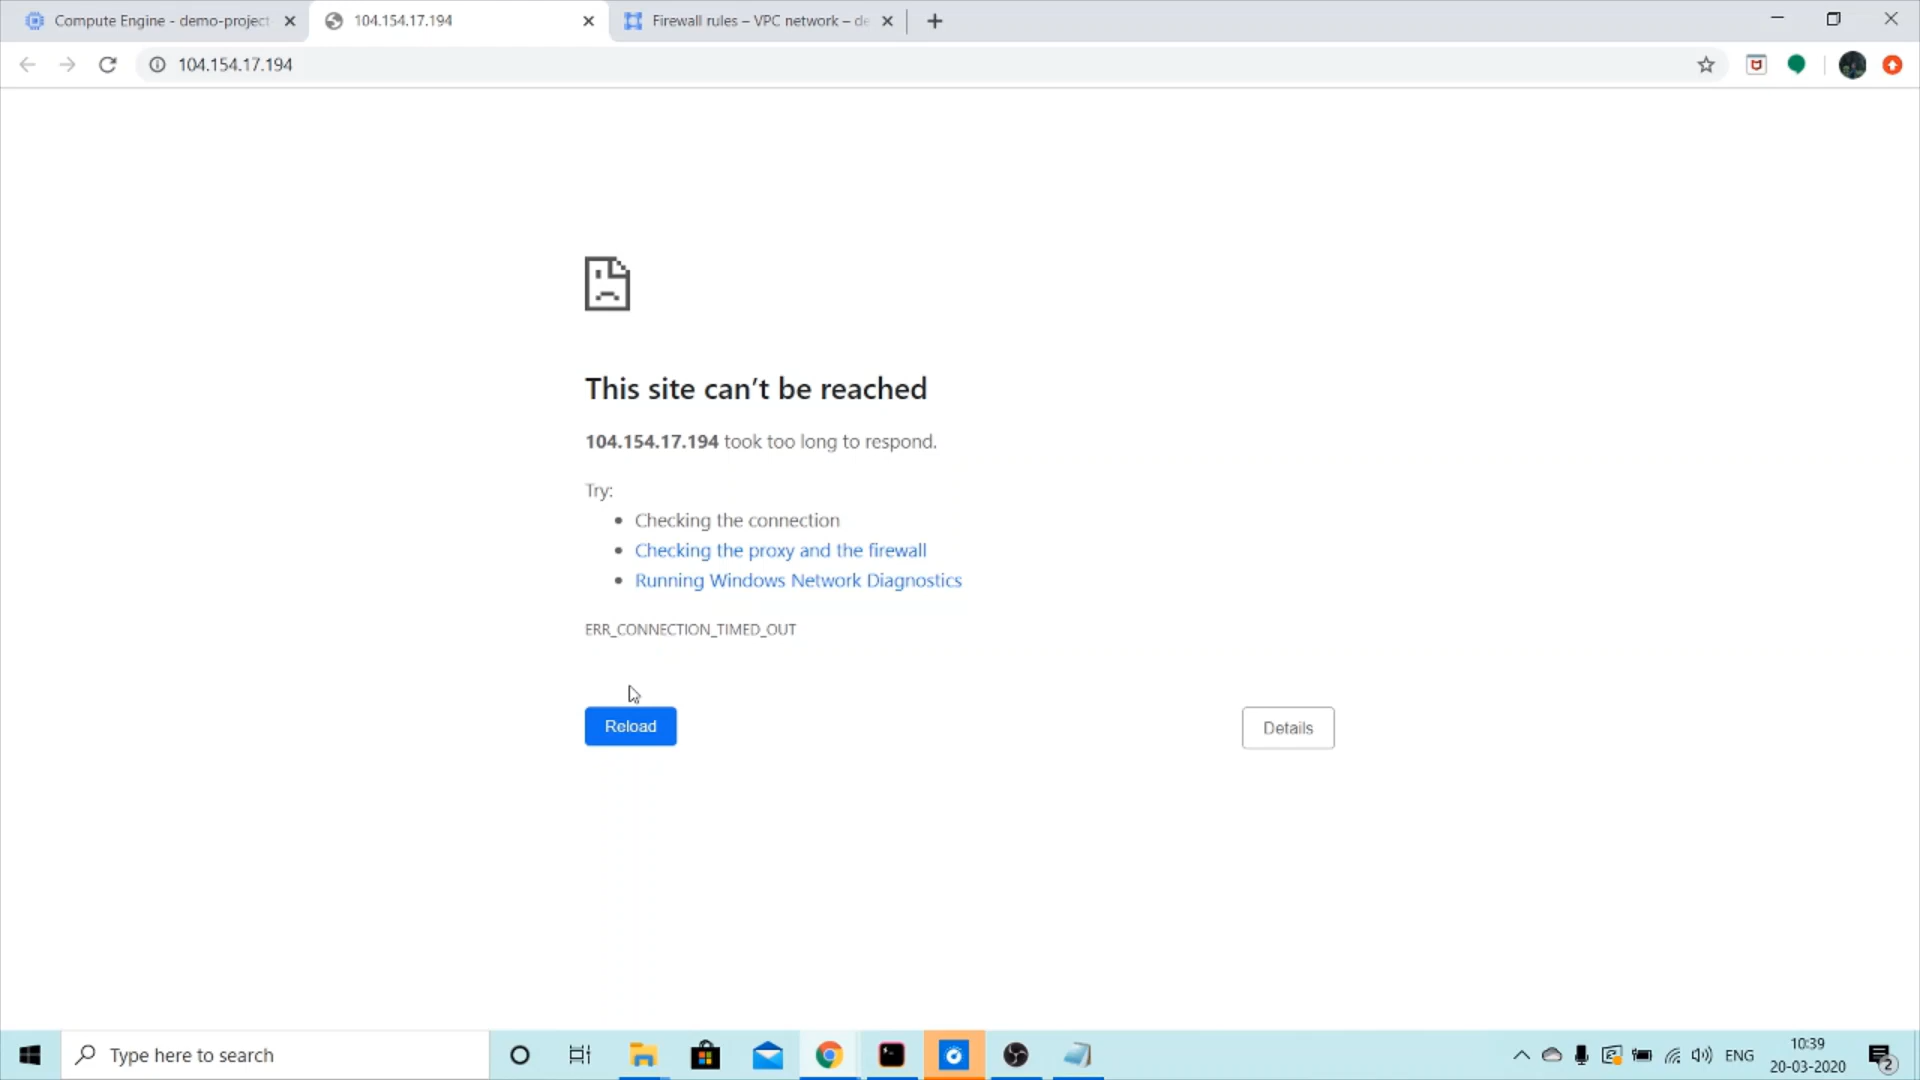 Compute Engine - demo-project
104.154.17.194
Firewall rules – VPC network – de
104.154.17.194
This site can’t be reached
104.154.17.194 took too long to respond.
Try:
Checking the connection
Checking the proxy and the firewall
Running Windows Network Diagnostics
ERR_CONNECTION_TIMED_OUT
Reload
Details
Type here to search
ENG
10:39
20-03-2020
2